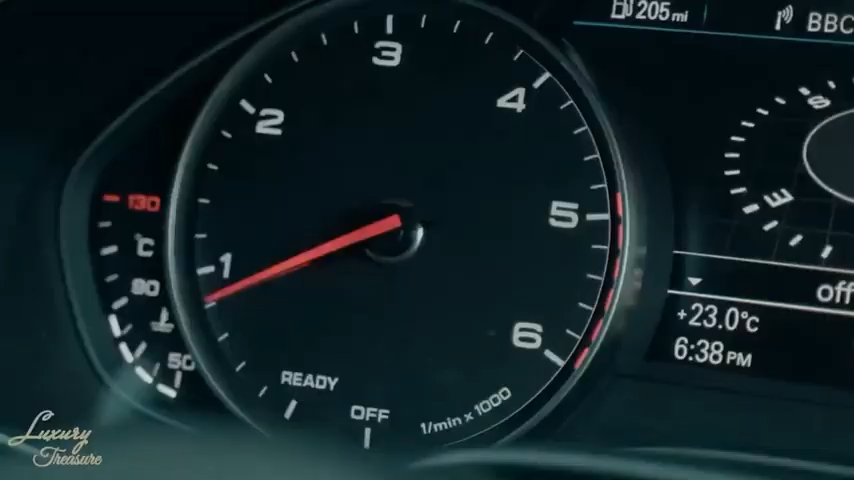 205 mi
BBC
3
4
2
S
130
E
°C
5
1
90
off
+23.0°C
6:38 PM
6
50
READY
OFF
1/min x 1000
Luxury
Treasure